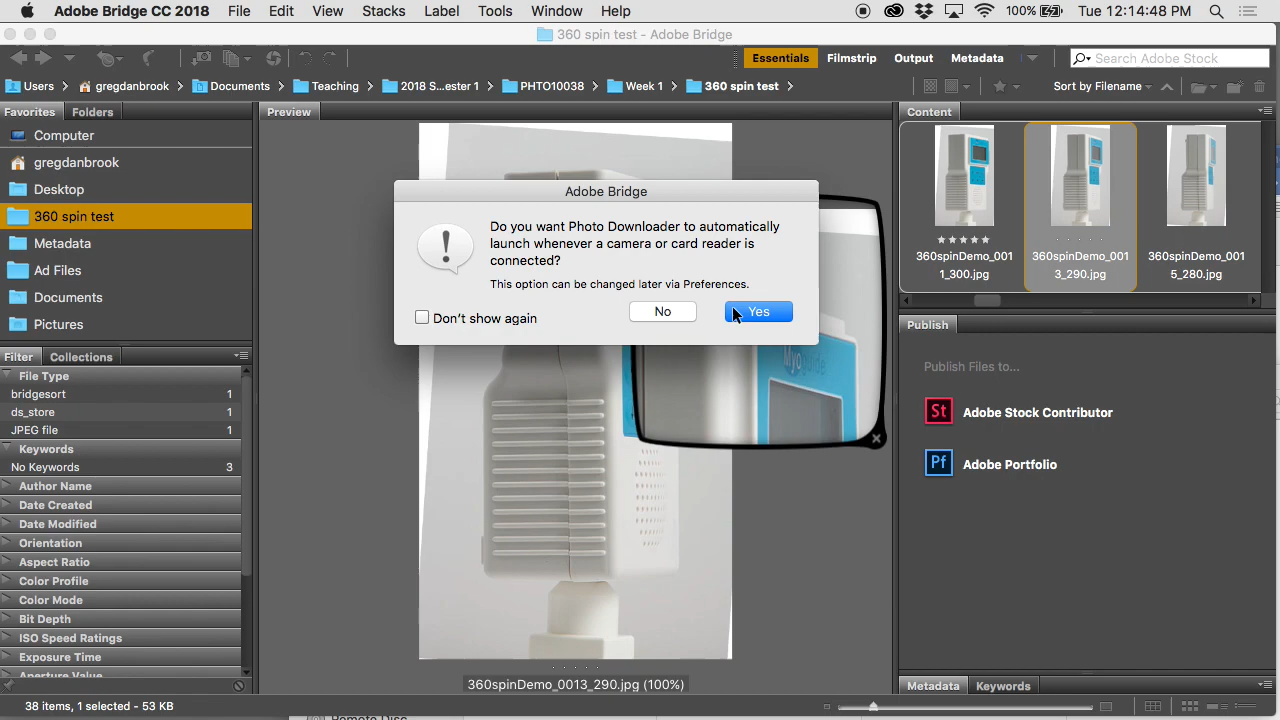 Adobe Bridge CC 2018 File Edit View Stacks Label Tools Window Help 100% Tue 12:14:48 PM
360 spin test - Adobe Bridge
Essentials Filmstrip Output Metadata Search Adobe Stock
Users gregdanbrook Documents Teaching 2018 S...ester 1 PHTO10038 Week 1 360 spin test Sort by Filename
Favorites Folders
Computer
gregdanbrook
Desktop
360 spin test
Metadata
Ad Files
Documents
Pictures
Filter Collections
File Type
bridgesort 1
ds_store 1
JPEG file 1
Keywords
No Keywords 3
Author Name
Date Created
Date Modified
Orientation
Aspect Ratio
Color Profile
Color Mode
Bit Depth
ISO Speed Ratings
Exposure Time
Aperture Value
38 items, 1 selected - 53 KB
Preview
Adobe Bridge
Do you want Photo Downloader to automatically
launch whenever a camera or card reader is
connected?
This option can be changed later via Preferences.
Don't show again
No Yes
Myoguide
360spinDemo_0013_290.jpg (100%)
Remote Disc
Content
360spinDemo_001
1_300.jpg
360spinDemo_001
3_290.jpg
360spinDemo_001
5_280.jpg
Publish
Publish Files to...
St Adobe Stock Contributor
Pf Adobe Portfolio
Metadata Keywords